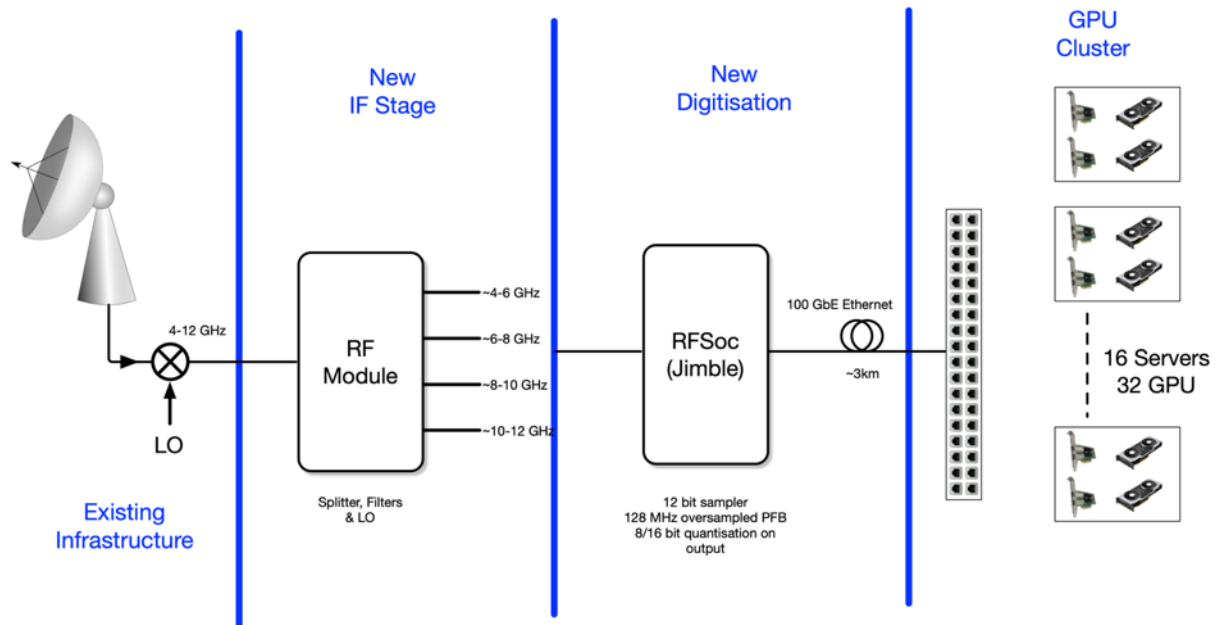 New
IF Stage
New
Digitisation
GPU
Cluster
4-12 GHz
LO
Existing
Infrastructure
RF
Module
~4-6 GHz
~6-8 GHz
~8-10 GHz
~10-12 GHz
Splitter, Filters
& LO
RFSoc
(Jimble)
12 bit sampler
128 MHz oversampled PFB
8/16 bit quantisation on
output
100 GbE Ethernet
~3km
16 Servers
32 GPU